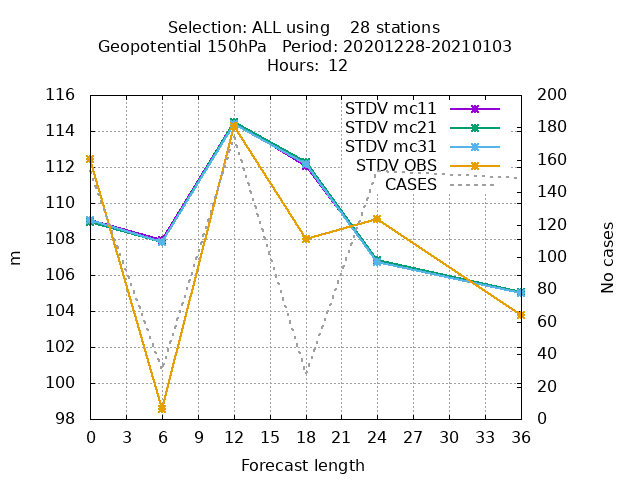 Selection: ALL using    28 stations
Geopotential 150hPa   Period: 20201228-20210103
Hours: 12
116
114
112
110
108
106
104
102
100
98
m
200
180
160
140
120
100
80
60
40
20
0
No cases
STDV mc11
STDV mc21
STDV mc31
STDV OBS
CASES
0 3 6 9 12 15 18 21 24 27 30 33 36
Forecast length